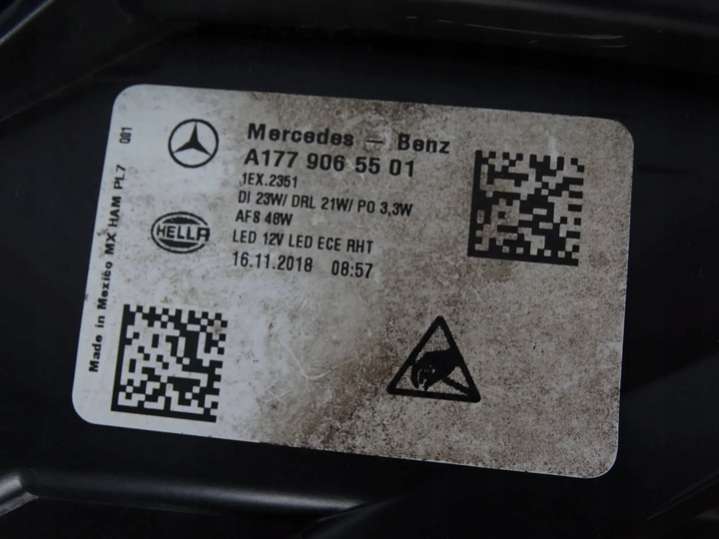 Mercedes - Benz
A177 906 55 01
1EX.2351
DI 23W/ DRL 21W/ PO 3,3W
AFS 48W
LED 12V LED ECE RHT
16.11.2018 08:57
HELLA
Made in Mexico MX HAM PL7 001